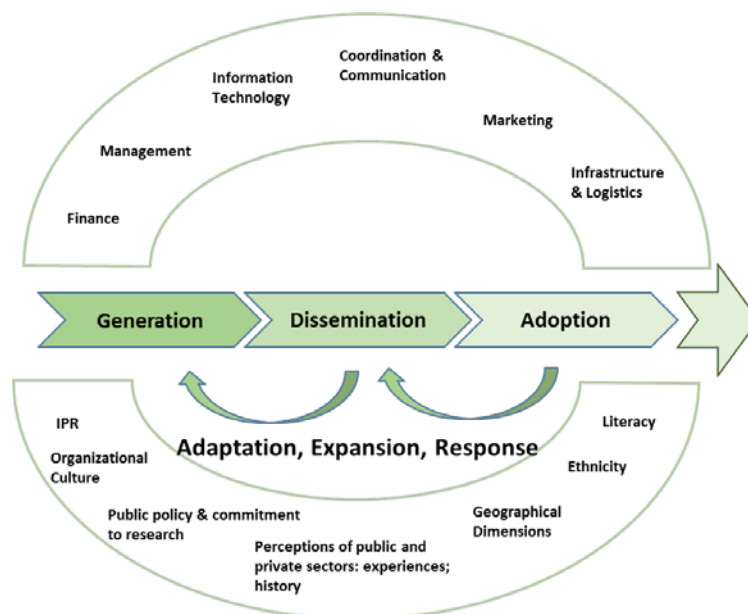 Coordination &
Communication
Information
Technology
Marketing
Management
Infrastructure
& Logistics
Finance
Generation
Dissemination
Adoption
Adaptation, Expansion, Response
IPR
Organizational
Culture
Public policy & commitment
to research
Perceptions of public and
private sectors: experiences;
history
Geographical
Dimensions
Ethnicity
Literacy